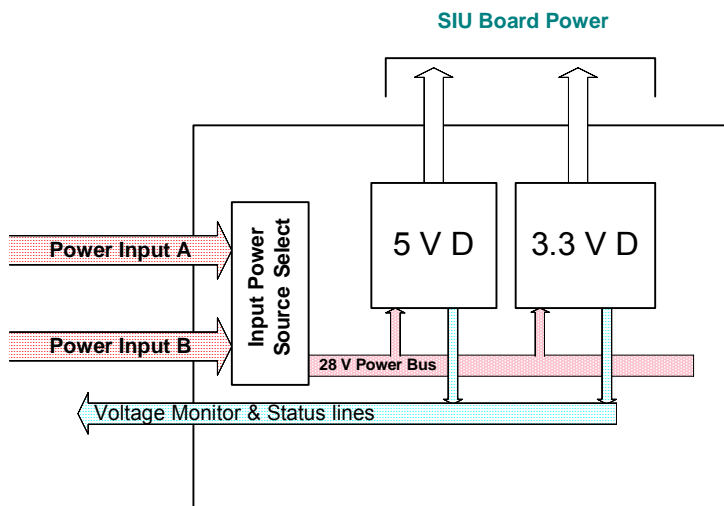 SIU Board Power
Power Input A
Power Input B
Input Power
Source Select
5 V D
3.3 V D
28 V Power Bus
Voltage Monitor & Status lines